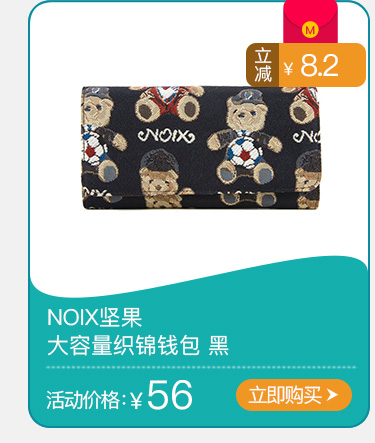 M
立减 ¥ 8.2
NOIX
NOIX
NOIX坚果
大容量织锦钱包 黑
活动价格:¥56
立即购买